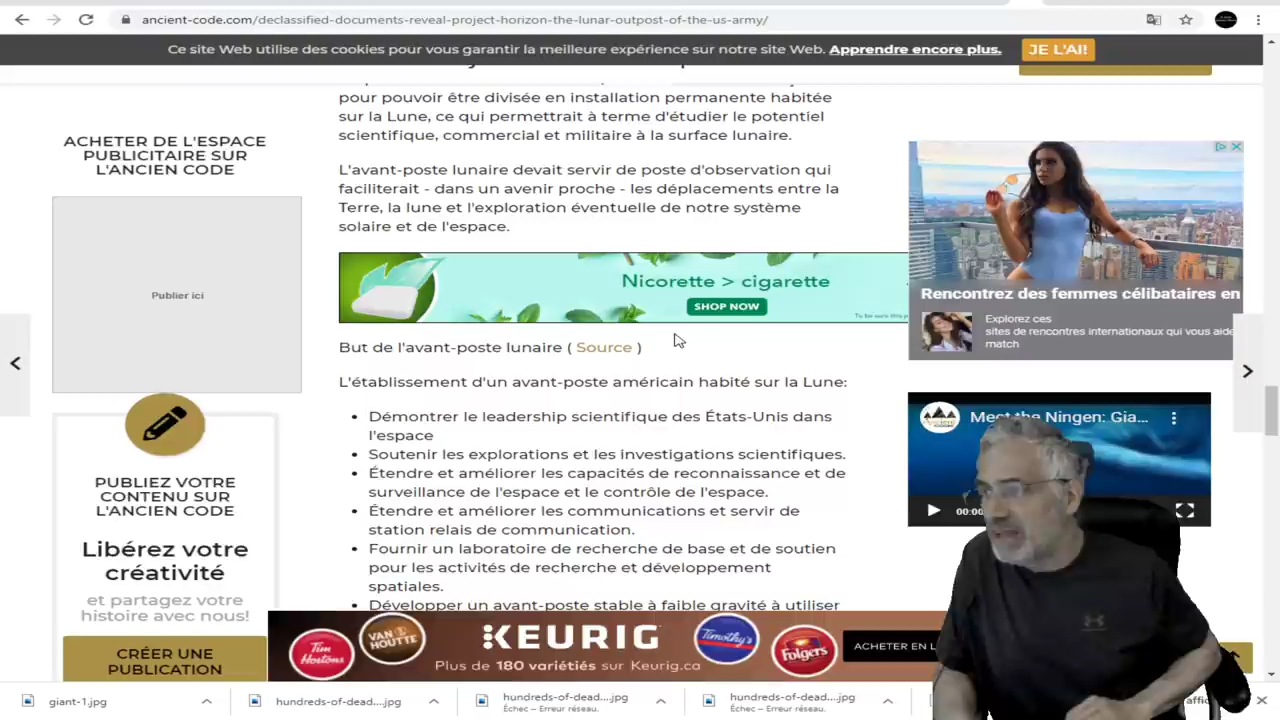 ancient-code.com/declassified-documents-reveal-project-horizon-the-lunar-outpost-of-the-us-army/
Ce site Web utilise des cookies pour vous garantir la meilleure expérience sur notre site Web. Apprendre encore plus. JE L'AI!
pour pouvoir être divisée en installation permanente habitée
sur la Lune, ce qui permettrait à terme d'étudier le potentiel
scientifique, commercial et militaire à la surface lunaire.
L'avant-poste lunaire devait servir de poste d'observation qui
faciliterait - dans un avenir proche - les déplacements entre la
Terre, la lune et l'exploration éventuelle de notre système
solaire et de l'espace.
Nicorette > cigarette
SHOP NOW
But de l'avant-poste lunaire ( Source )
L'établissement d'un avant-poste américain habité sur la Lune:
• Démontrer le leadership scientifique des États-Unis dans
l'espace
• Soutenir les explorations et les investigations scientifiques.
• Étendre et améliorer les capacités de reconnaissance et de
surveillance de l'espace et le contrôle de l'espace.
• Étendre et améliorer les communications et servir de
station relais de communication.
• Fournir un laboratoire de recherche de base et de soutien
pour les activités de recherche et développement
spatiales.
• Développer un avant-poste stable à faible gravité à utiliser
ACHETER DE L'ESPACE
PUBLICITAIRE SUR
L'ANCIEN CODE
Publier ici
PUBLIEZ VOTRE
CONTENU SUR
L'ANCIEN CODE
Libérez votre
créativité
et partagez votre
histoire avec nous!
CRÉER UNE
PUBLICATION
Rencontrez des femmes célibataires en
Explorez ces
sites de rencontres internationaux qui vous aide
match
Meet the Ningen: Gia...
00:00
Tim Hortons
VAN HOUTTE
KEURIG
Timothy's
Folgers
Plus de 180 variétiés sur Keurig.ca
ACHETER EN L
giant-1.jpg
hundreds-of-dead....jpg
hundreds-of-dead....jpg
Échec – Erreur réseau.
hundreds-of-dead....jpg
Échec – Erreur réseau.